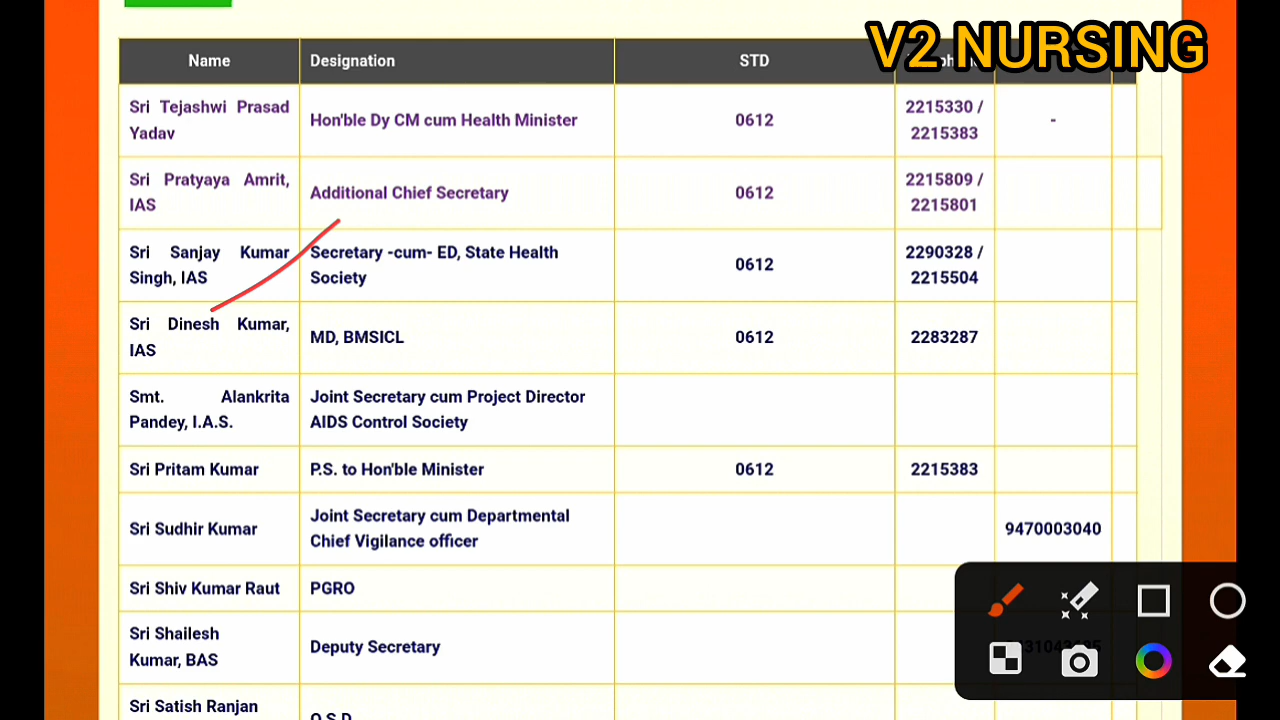 V2 NURSING
Name Designation STD
Sri Tejashwi Prasad
Yadav
Hon'ble Dy CM cum Health Minister
0612
2215330 /
2215383
-
Sri Pratyaya Amrit,
IAS
Additional Chief Secretary
0612
2215809 /
2215801
Sri Sanjay Kumar
Singh, IAS
Secretary -cum- ED, State Health
Society
0612
2290328 /
2215504
Sri Dinesh Kumar,
IAS
MD, BMSICL
0612
2283287
Smt. Alankrita
Pandey, I.A.S.
Joint Secretary cum Project Director
AIDS Control Society
Sri Pritam Kumar
P.S. to Hon'ble Minister
0612
2215383
Sri Sudhir Kumar
Joint Secretary cum Departmental
Chief Vigilance officer
9470003040
Sri Shiv Kumar Raut
PGRO
Sri Shailesh
Kumar, BAS
Deputy Secretary
Sri Satish Ranjan
O.S.D